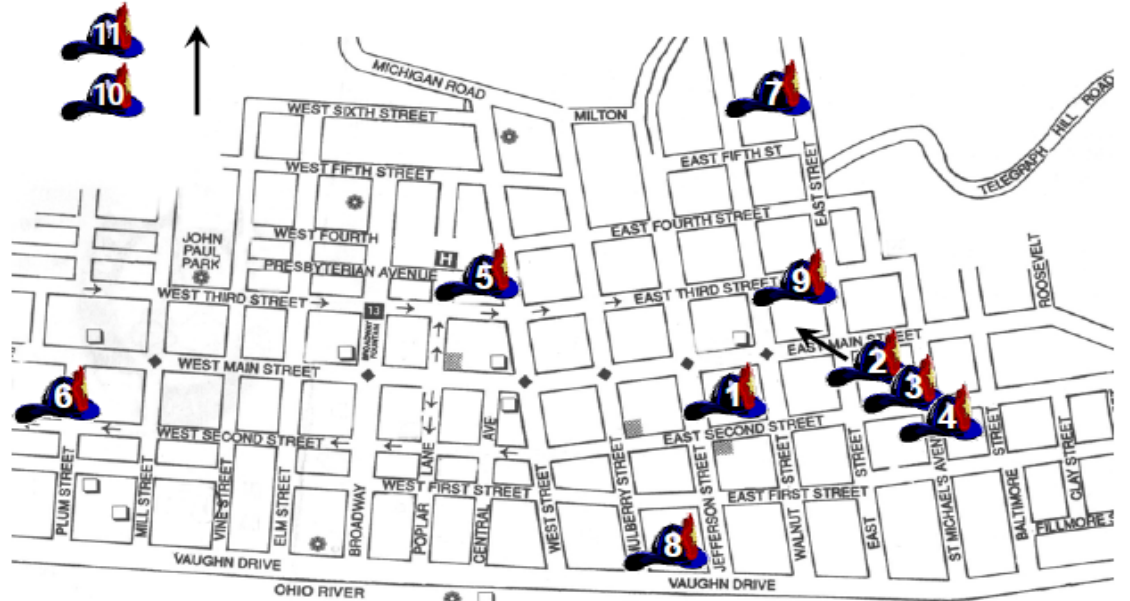 11
10
MICHIGAN ROAD
7
WEST SIXTH STREET
MILTON
TELEGRAPH HILL ROAD
EAST FIFTH ST
WEST FIFTH STREET
EAST STREET
EAST FOURTH STREET
JOHN
PAUL
PARK
WEST FOURTH
H
PRESBYTERIAN AVENUE
5
9
ROOSEVELT
WEST THIRD STREET
EAST THIRD STREET
13
BROADWAY
FOUNTAIN
EAST MAIN STREET
WEST MAIN STREET
2
3
6
1
4
WEST SECOND STREET
EAST SECOND STREET
WEST FIRST STREET
EAST FIRST STREET
PLUM STREET
MILL STREET
VINE STREET
ELM STREET
BROADWAY
POPLAR LANE
CENTRAL AVE
WEST STREET
MULBERRY STREET
JEFFERSON STREET
WALNUT STREET
EAST STREET
ST MICHAEL'S AVEN
STREET
BALTIMORE
CLAY STREET
FILLMORE
8
VAUGHN DRIVE
VAUGHN DRIVE
OHIO RIVER